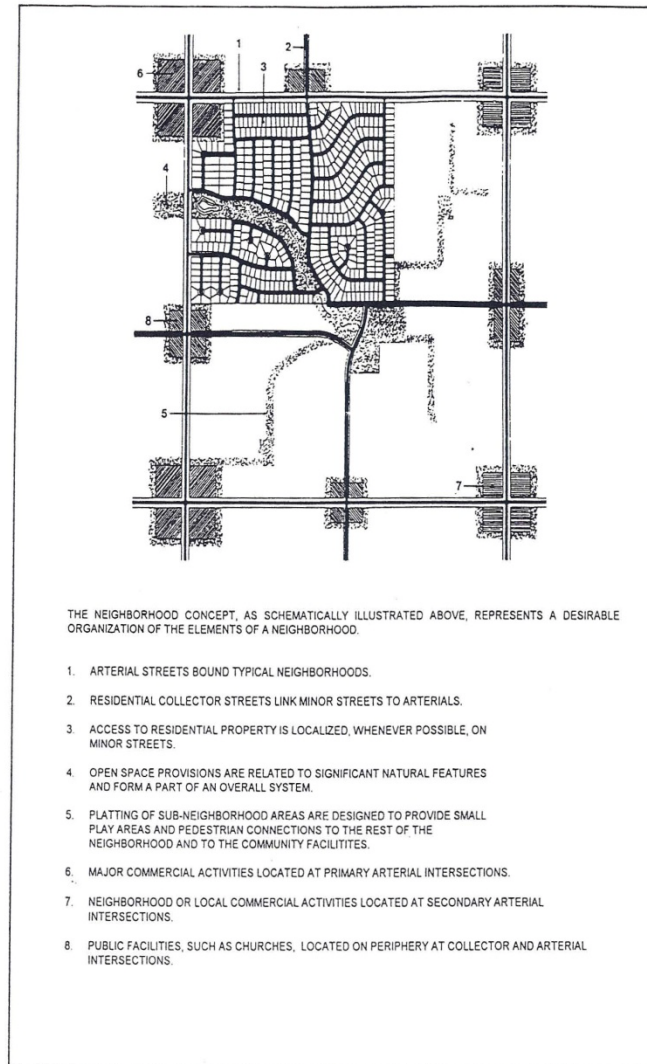 2
1
3
6
4
8
5
7
THE NEIGHBORHOOD CONCEPT, AS SCHEMATICALLY ILLUSTRATED ABOVE, REPRESENTS A DESIRABLE
ORGANIZATION OF THE ELEMENTS OF A NEIGHBORHOOD.
1. ARTERIAL STREETS BOUND TYPICAL NEIGHBORHOODS.
2. RESIDENTIAL COLLECTOR STREETS LINK MINOR STREETS TO ARTERIALS.
3. ACCESS TO RESIDENTIAL PROPERTY IS LOCALIZED, WHENEVER POSSIBLE, ON
MINOR STREETS.
4. OPEN SPACE PROVISIONS ARE RELATED TO SIGNIFICANT NATURAL FEATURES
AND FORM A PART OF AN OVERALL SYSTEM.
5. PLATTING OF SUB-NEIGHBORHOOD AREAS ARE DESIGNED TO PROVIDE SMALL
PLAY AREAS AND PEDESTRIAN CONNECTIONS TO THE REST OF THE
NEIGHBORHOOD AND TO THE COMMUNITY FACILITITES.
6. MAJOR COMMERCIAL ACTIVITIES LOCATED AT PRIMARY ARTERIAL INTERSECTIONS.
7. NEIGHBORHOOD OR LOCAL COMMERCIAL ACTIVITIES LOCATED AT SECONDARY ARTERIAL
INTERSECTIONS.
8. PUBLIC FACILITIES, SUCH AS CHURCHES, LOCATED ON PERIPHERY AT COLLECTOR AND ARTERIAL
INTERSECTIONS.